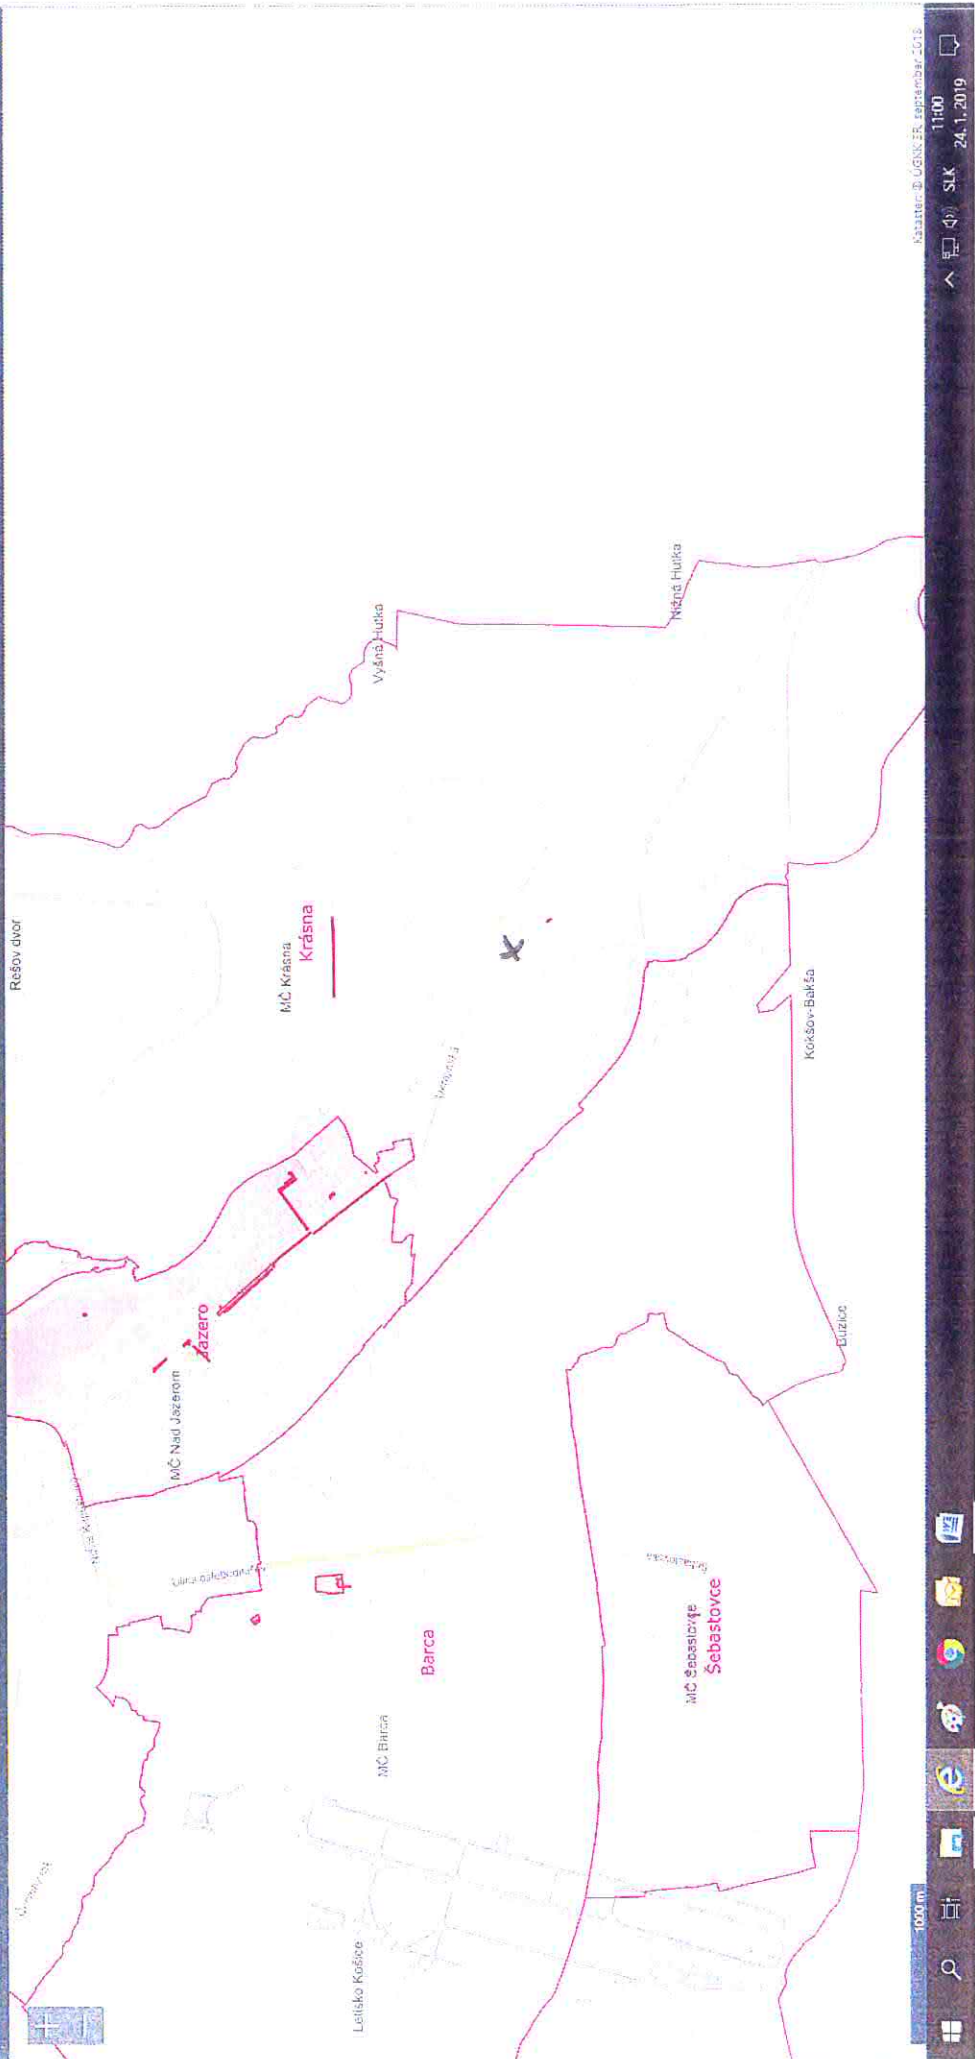 Rešov dvor
Vyšná Hutka
Nižná Hutka
MČ Krásna
Krásna
Jazero
MČ Nad Jazerom
Kokšov-Bakša
Buzice
Barca
MČ Barca
MČ Šebastovce
Šebastovce
Letisko Košice
1000 m
Kataster: © ÚGKK SR, september 2018
SLK
11:00
24. 1. 2019